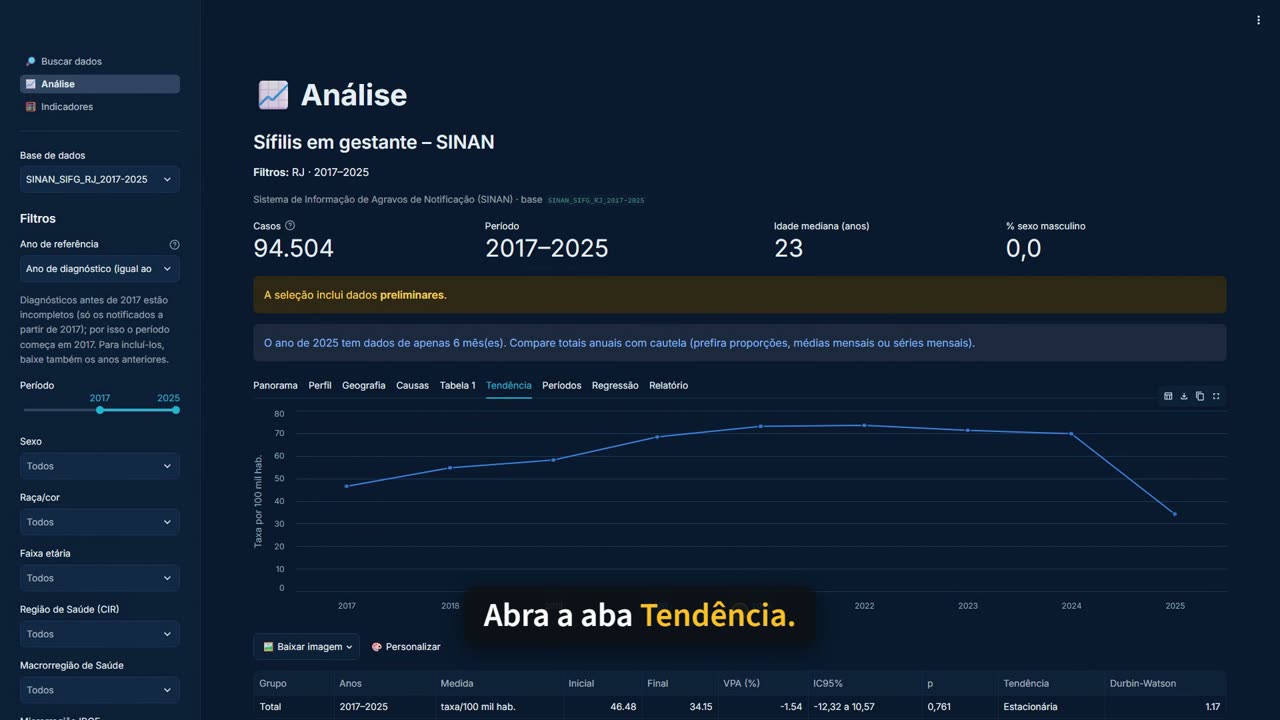 Buscar dados
Análise
Indicadores
Base de dados
SINAN_SIFG_RJ_2017-2025
Filtros
Ano de referência
Ano de diagnóstico (igual ao
Diagnósticos antes de 2017 estão
incompletos (só os notificados a
partir de 2017); por isso o período
começa em 2017. Para incluí-los,
baixe também os anos anteriores.
Período
2017 2025
Sexo
Todos
Raça/cor
Todos
Faixa etária
Todos
Região de Saúde (CIR)
Todos
Macrorregião de Saúde
Todos
Análise
Sífilis em gestante – SINAN
Filtros: RJ · 2017–2025
Sistema de Informação de Agravos de Notificação (SINAN) · base SINAN_SIFG_RJ_2017-2025
Casos Período Idade mediana (anos) % sexo masculino
94.504 2017–2025 23 0,0
A seleção inclui dados preliminares.
O ano de 2025 tem dados de apenas 6 mês(es). Compare totais anuais com cautela (prefira proporções, médias mensais ou séries mensais).
Panorama Perfil Geografia Causas Tabela 1 Tendência Períodos Regressão Relatório
Taxa por 100 mil hab.
80
70
60
50
40
30
20
10
0
2017 2018 2022 2023 2024 2025
Abra a aba Tendência.
Baixar imagem Personalizar
Grupo Anos Medida Inicial Final VPA (%) IC95% p Tendência Durbin-Watson
Total 2017–2025 taxa/100 mil hab. 46.48 34.15 -1.54 -12,32 a 10,57 0,761 Estacionária 1.17